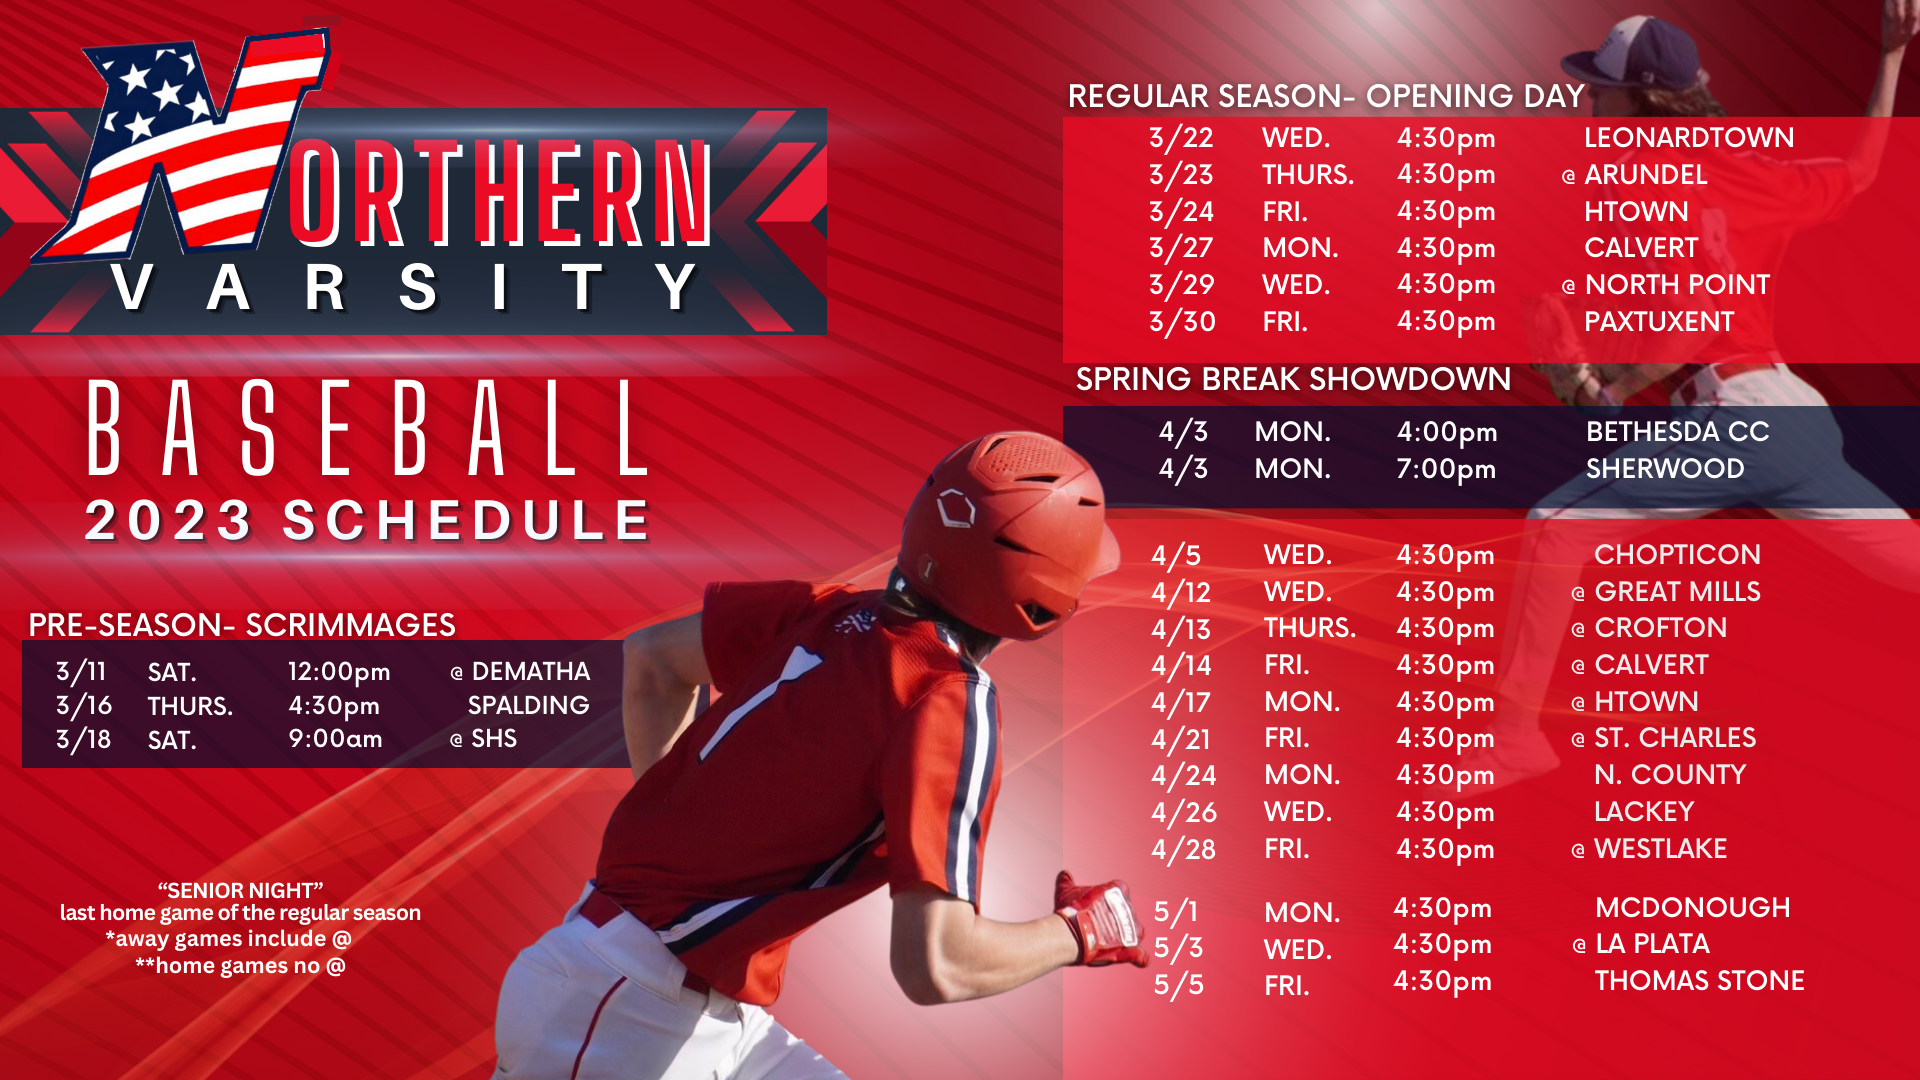 NORTHERN
VARSITY
BASEBALL
2023 SCHEDULE
PRE-SEASON- SCRIMMAGES
3/11 SAT. 12:00pm @ DEMATHA
3/16 THURS. 4:30pm SPALDING
3/18 SAT. 9:00am @ SHS
“SENIOR NIGHT”
last home game of the regular season
*away games include @
**home games no @
REGULAR SEASON- OPENING DAY
3/22 WED. 4:30pm LEONARDTOWN
3/23 THURS. 4:30pm @ ARUNDEL
3/24 FRI. 4:30pm HTOWN
3/27 MON. 4:30pm CALVERT
3/29 WED. 4:30pm @ NORTH POINT
3/30 FRI. 4:30pm PAXTUXENT
SPRING BREAK SHOWDOWN
4/3 MON. 4:00pm BETHESDA CC
4/3 MON. 7:00pm SHERWOOD
4/5 WED. 4:30pm CHOPTICON
4/12 WED. 4:30pm @ GREAT MILLS
4/13 THURS. 4:30pm @ CROFTON
4/14 FRI. 4:30pm @ CALVERT
4/17 MON. 4:30pm @ HTOWN
4/21 FRI. 4:30pm @ ST. CHARLES
4/24 MON. 4:30pm N. COUNTY
4/26 WED. 4:30pm LACKEY
4/28 FRI. 4:30pm @ WESTLAKE
5/1 MON. 4:30pm MCDONOUGH
5/3 WED. 4:30pm @ LA PLATA
5/5 FRI. 4:30pm THOMAS STONE
1
1